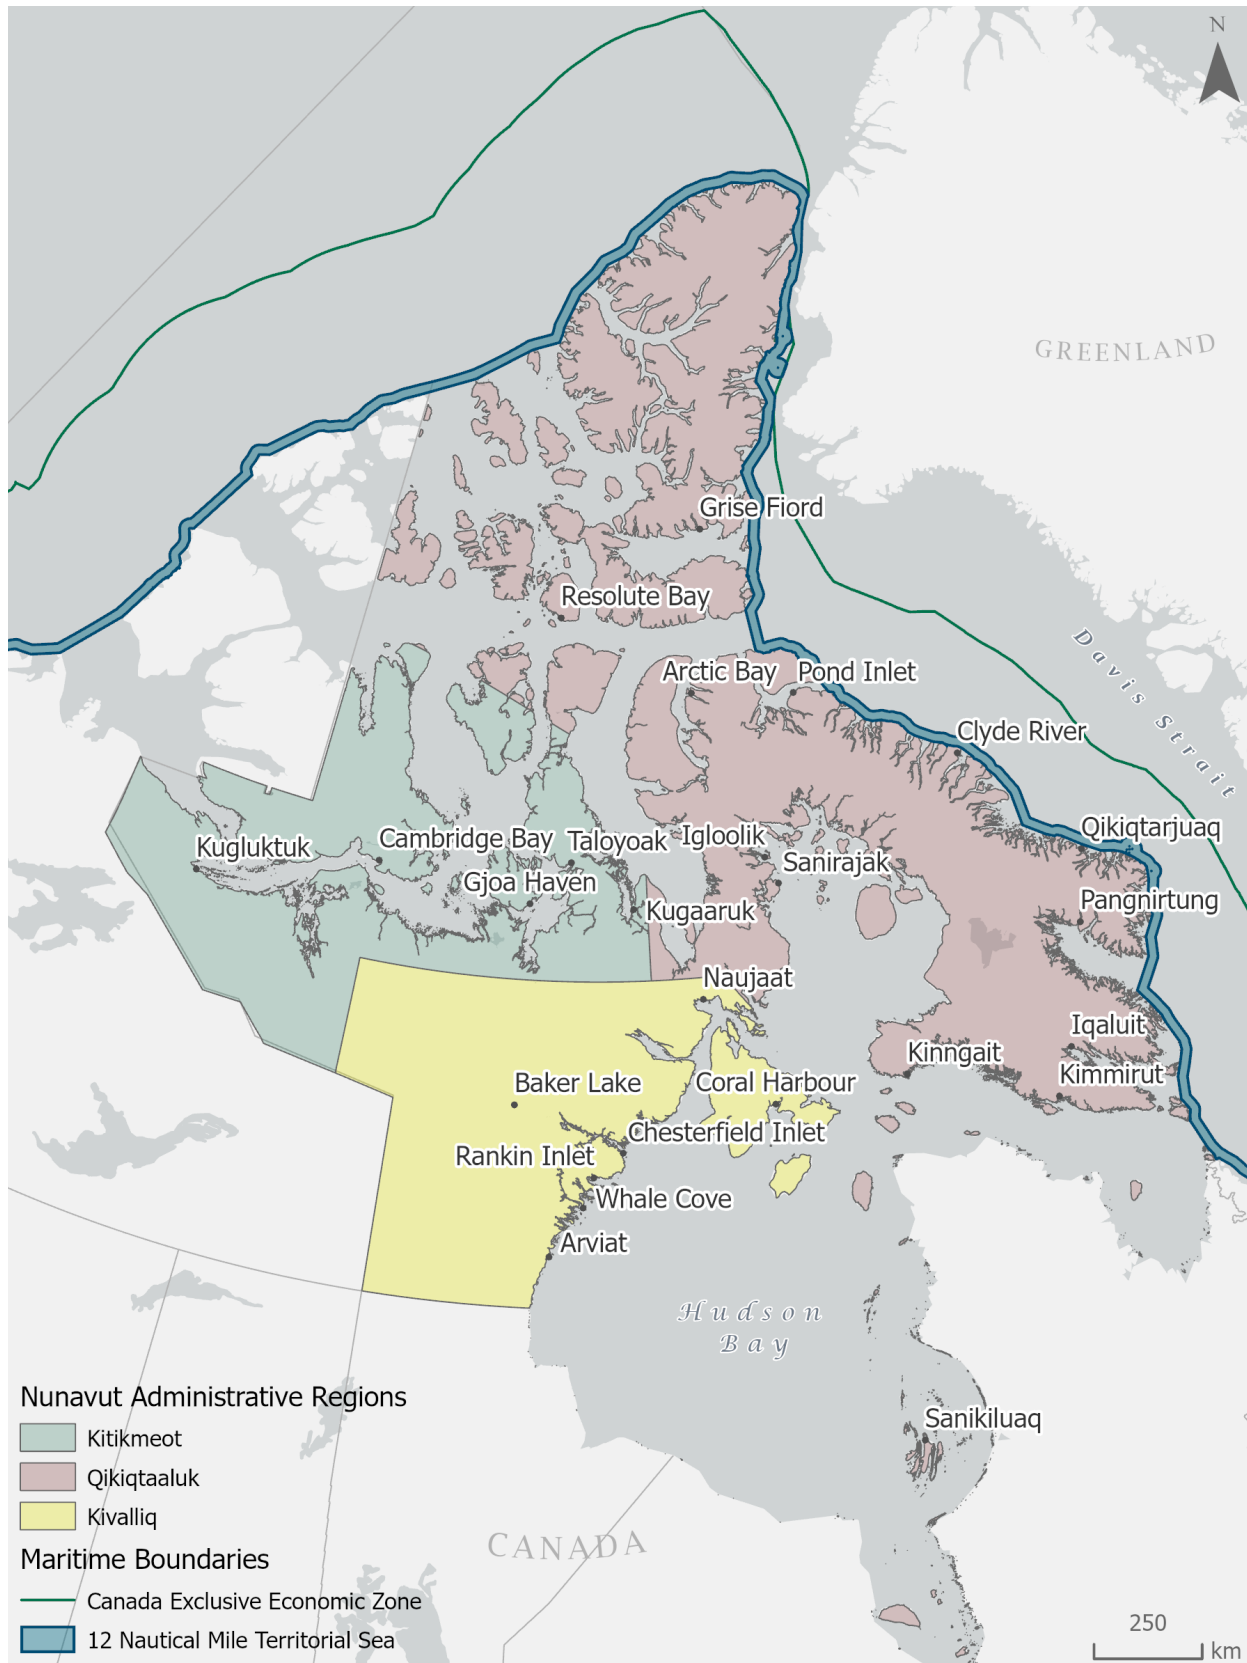 N
GREENLAND
Grise Fiord
Resolute Bay
Davis Strait
Arctic Bay
Pond Inlet
Clyde River
Qikiqtarjuaq
Kugluktuk
Cambridge Bay
Taloyoak
Igloolik
Sanirajak
Gjoa Haven
Kugaaruk
Pangnirtung
Naujaat
Iqaluit
Kinngait
Kimmirut
Baker Lake
Coral Harbour
Chesterfield Inlet
Rankin Inlet
Whale Cove
Arviat
Hudson
Bay
Sanikiluaq
CANADA
Nunavut Administrative Regions
Kitikmeot
Qikiqtaaluk
Kivalliq
Maritime Boundaries
Canada Exclusive Economic Zone
12 Nautical Mile Territorial Sea
250
km